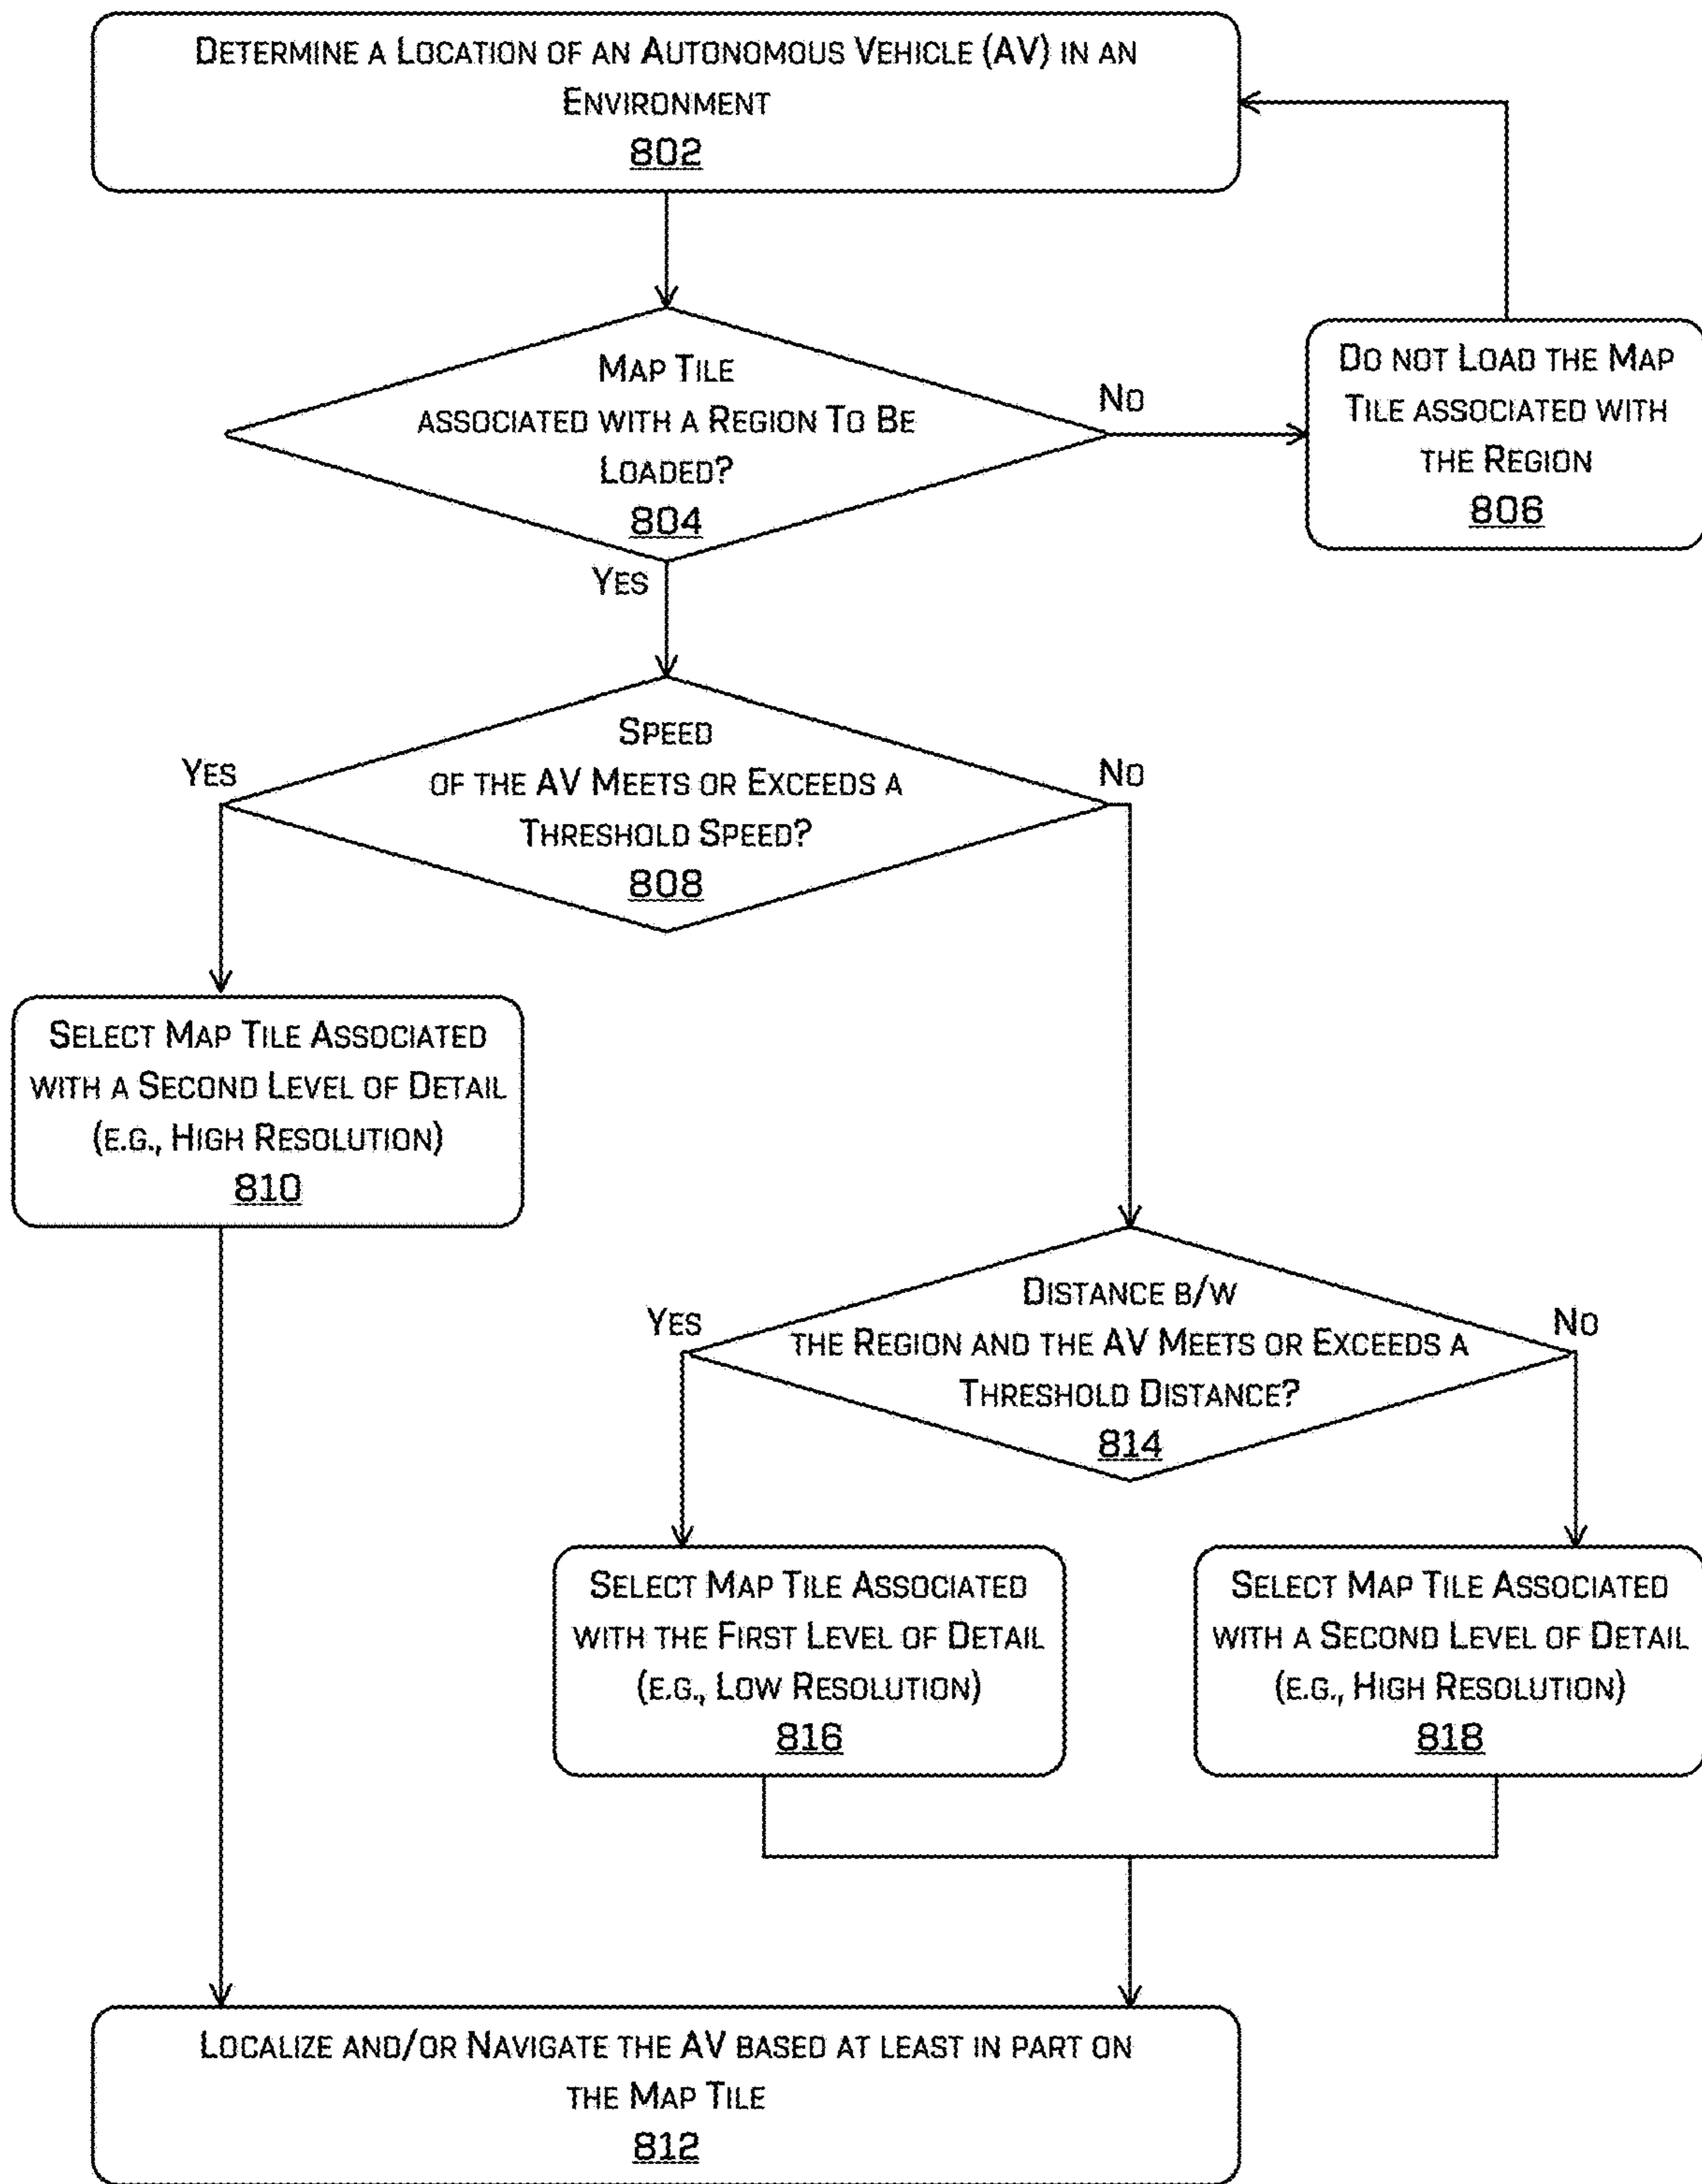 Determine a Location of an Autonomous Vehicle (AV) in an
Environment
802
Map Tile
associated with a Region To Be
Loaded?
804
No
Do not Load the Map
Tile associated with
the Region
806
Yes
Speed
of the AV Meets or Exceeds a
Threshold Speed?
808
Yes
No
Select Map Tile Associated
with a Second Level of Detail
(e.g., High Resolution)
810
Distance b/w
the Region and the AV Meets or Exceeds a
Threshold Distance?
814
Yes
No
Select Map Tile Associated
with the First Level of Detail
(e.g., Low Resolution)
816
Select Map Tile Associated
with a Second Level of Detail
(e.g., High Resolution)
818
Localize and/or Navigate the AV based at least in part on
the Map Tile
812